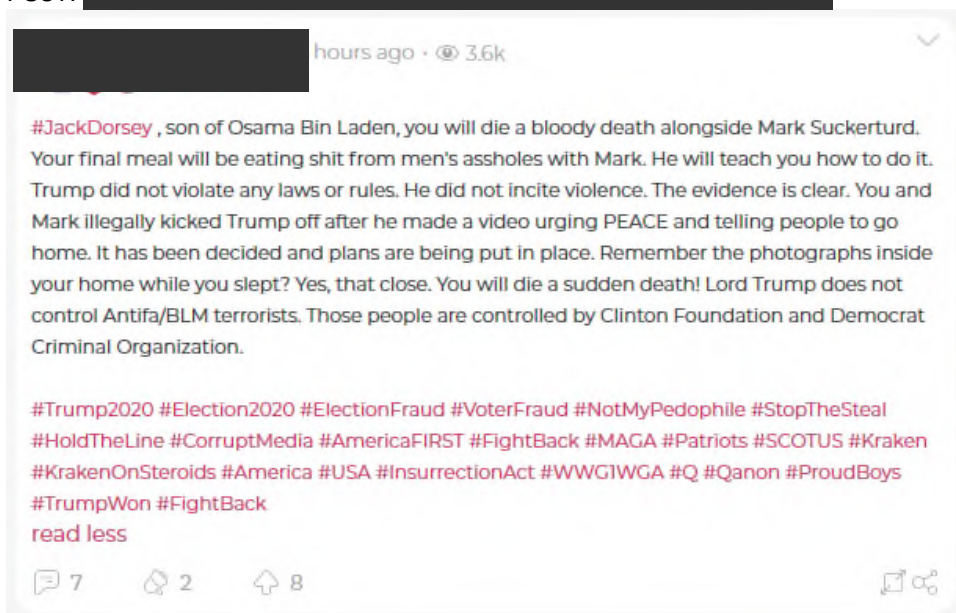 hours ago · 3.6k
#JackDorsey , son of Osama Bin Laden, you will die a bloody death alongside Mark Suckerturd.
Your final meal will be eating shit from men's assholes with Mark. He will teach you how to do it.
Trump did not violate any laws or rules. He did not incite violence. The evidence is clear. You and
Mark illegally kicked Trump off after he made a video urging PEACE and telling people to go
home. It has been decided and plans are being put in place. Remember the photographs inside
your home while you slept? Yes, that close. You will die a sudden death! Lord Trump does not
control Antifa/BLM terrorists. Those people are controlled by Clinton Foundation and Democrat
Criminal Organization.
#Trump2020 #Election2020 #ElectionFraud #VoterFraud #NotMyPedophile #StopTheSteal
#HoldTheLine #CorruptMedia #AmericaFIRST #FightBack #MAGA #Patriots #SCOTUS #Kraken
#KrakenOnSteroids #America #USA #InsurrectionAct #WWG1WGA #Q #Qanon #ProudBoys
#TrumpWon #FightBack
read less
7 2 8